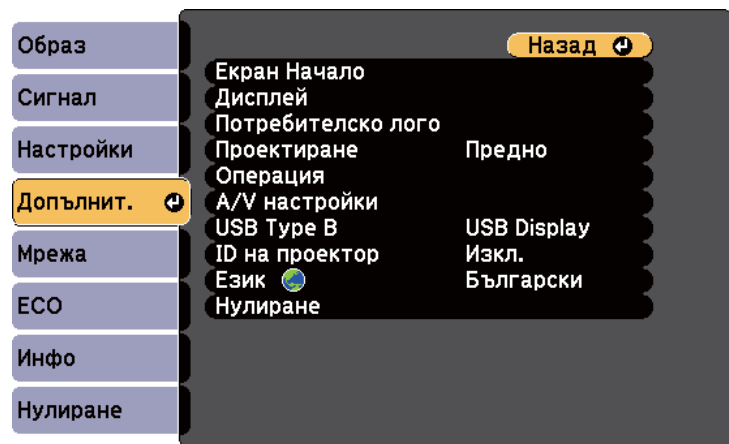 Образ
Сигнал
Настройки
Допълнит.
Мрежа
ECO
Инфо
Нулиране
Назад
Екран Начало
Дисплей
Потребителско лого
Проектиране Предно
Операция
A/V настройки
USB Type B USB Display
ID на проектор Изкл.
Език Български
Нулиране